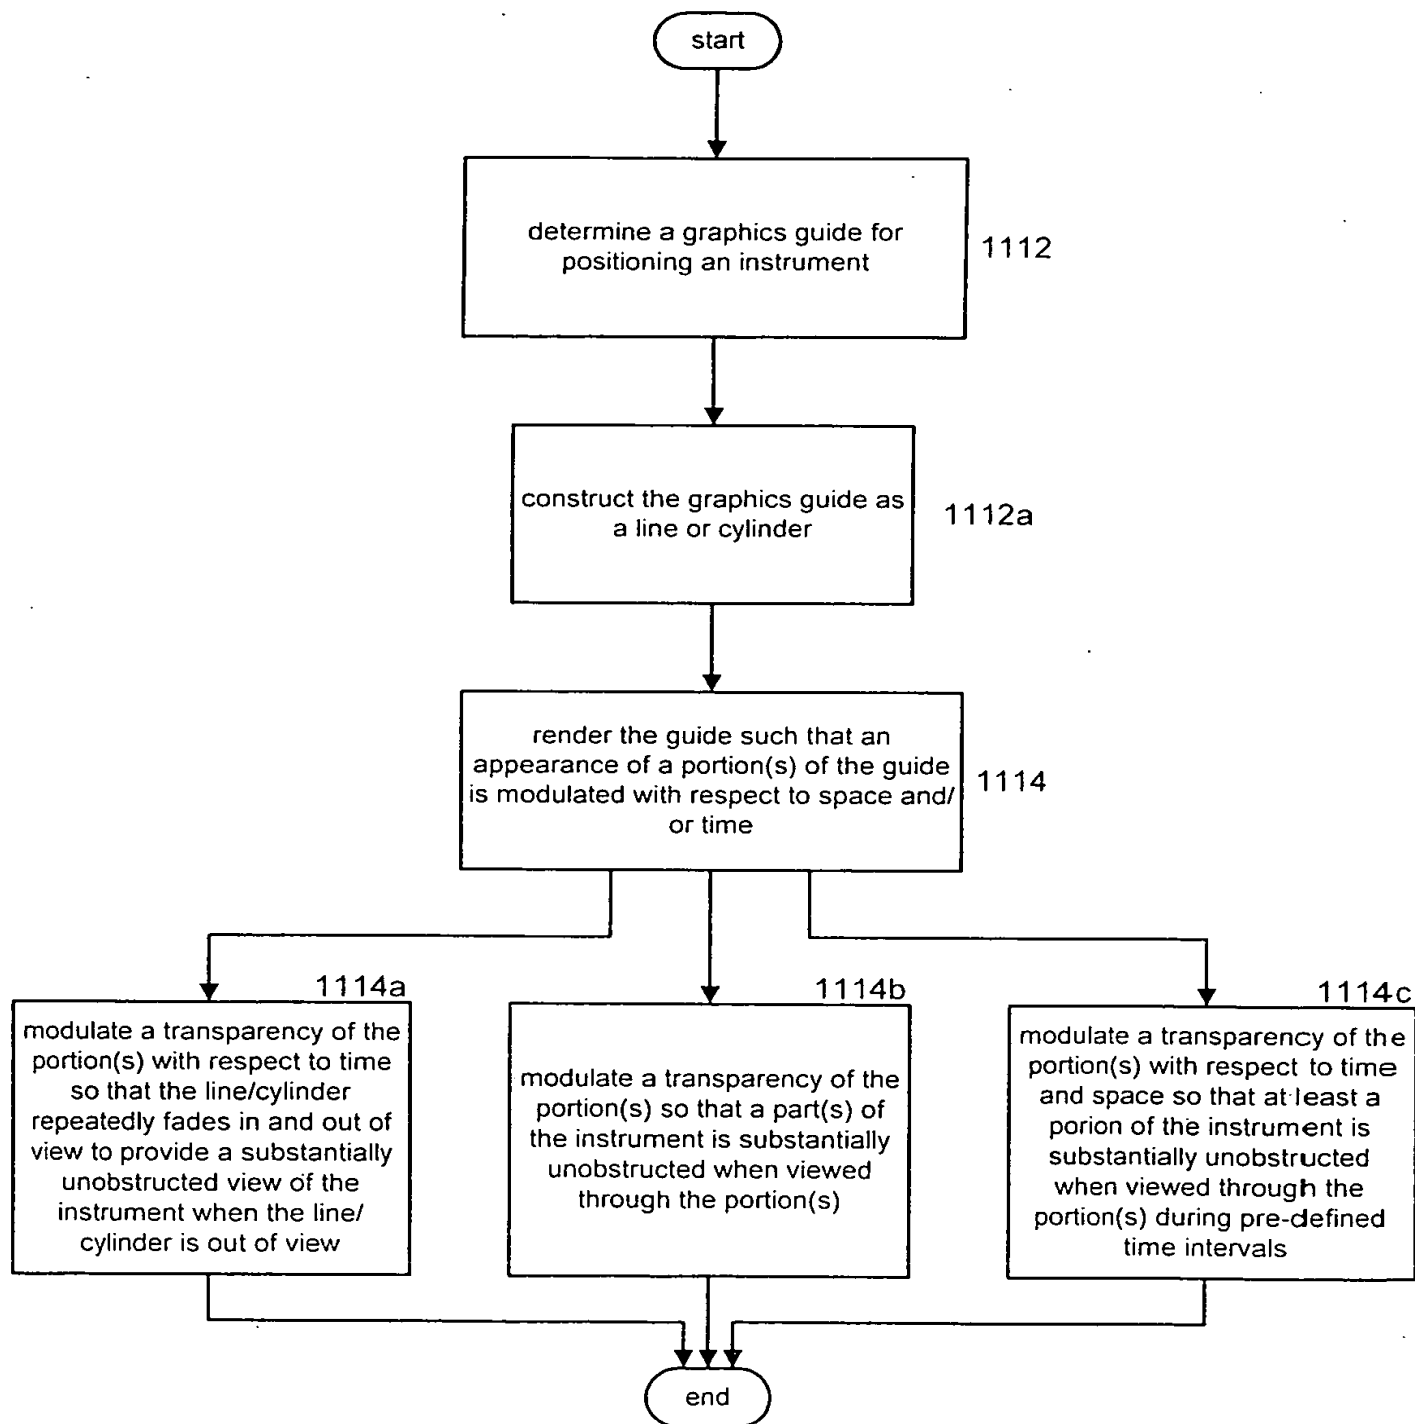 start
determine a graphics guide for
positioning an instrument
1112
construct the graphics guide as
a line or cylinder
1112a
render the guide such that an
appearance of a portion(s) of the guide
is modulated with respect to space and/
or time
1114
1114a
modulate a transparency of the
portion(s) with respect to time
so that the line/cylinder
repeatedly fades in and out of
view to provide a substantially
unobstructed view of the
instrument when the line/
cylinder is out of view
1114b
modulate a transparency of the
portion(s) so that a part(s) of
the instrument is substantially
unobstructed when viewed
through the portion(s)
1114c
modulate a transparency of the
portion(s) with respect to time
and space so that at least a
porion of the instrument is
substantially unobstructed
when viewed through the
portion(s) during pre-defined
time intervals
end